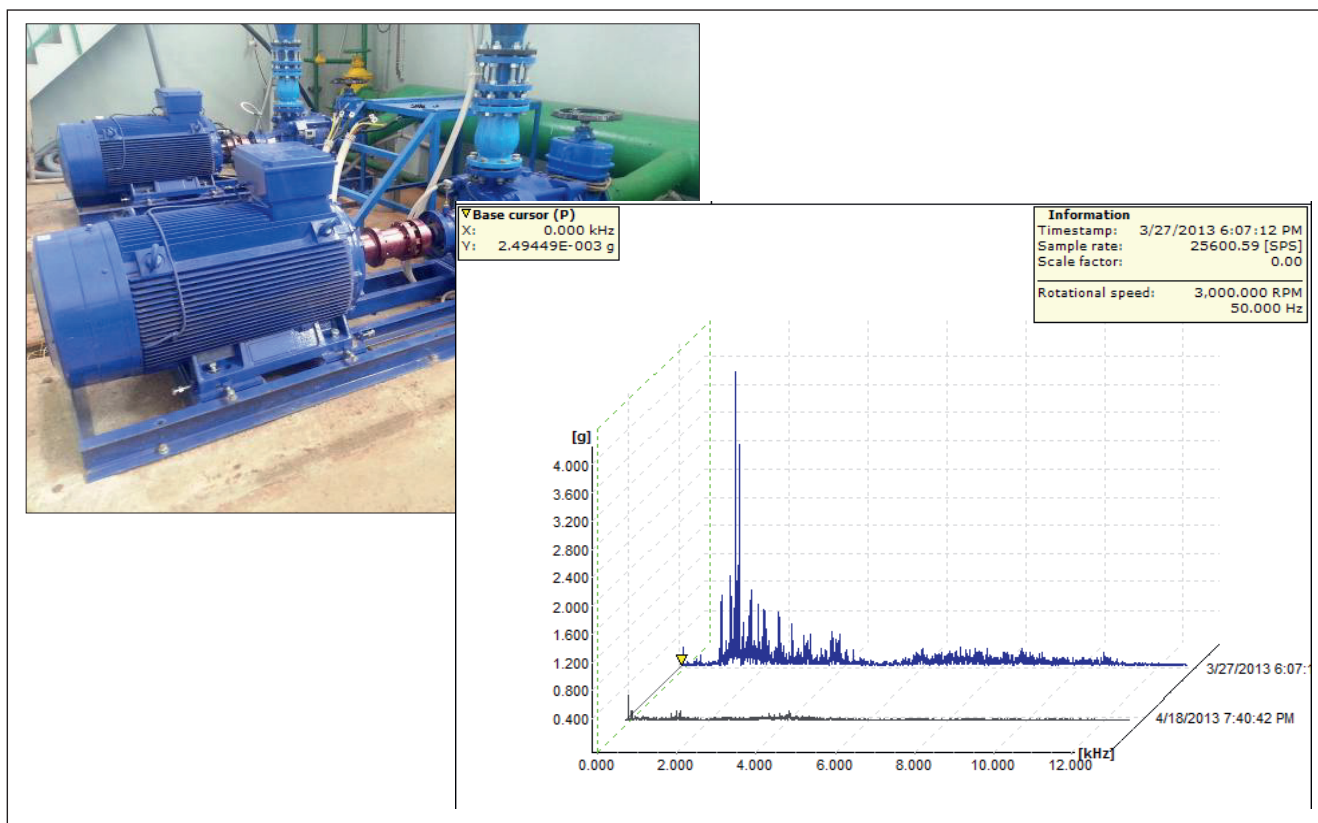 Base cursor (P)
X: 0.000 kHz
Y: 2.49449E-003 g
Information
Timestamp: 3/27/2013 6:07:12 PM
Sample rate: 25600.59 [SPS]
Scale factor: 0.00
Rotational speed: 3,000.000 RPM
50.000 Hz
[g]
4.000
3.600
3.200
2.800
2.400
2.000
1.600
1.200
0.800
0.400
3/27/2013 6:07:1
4/18/2013 7:40:42 PM
[kHz]
0.000 2.000 4.000 6.000 8.000 10.000 12.000